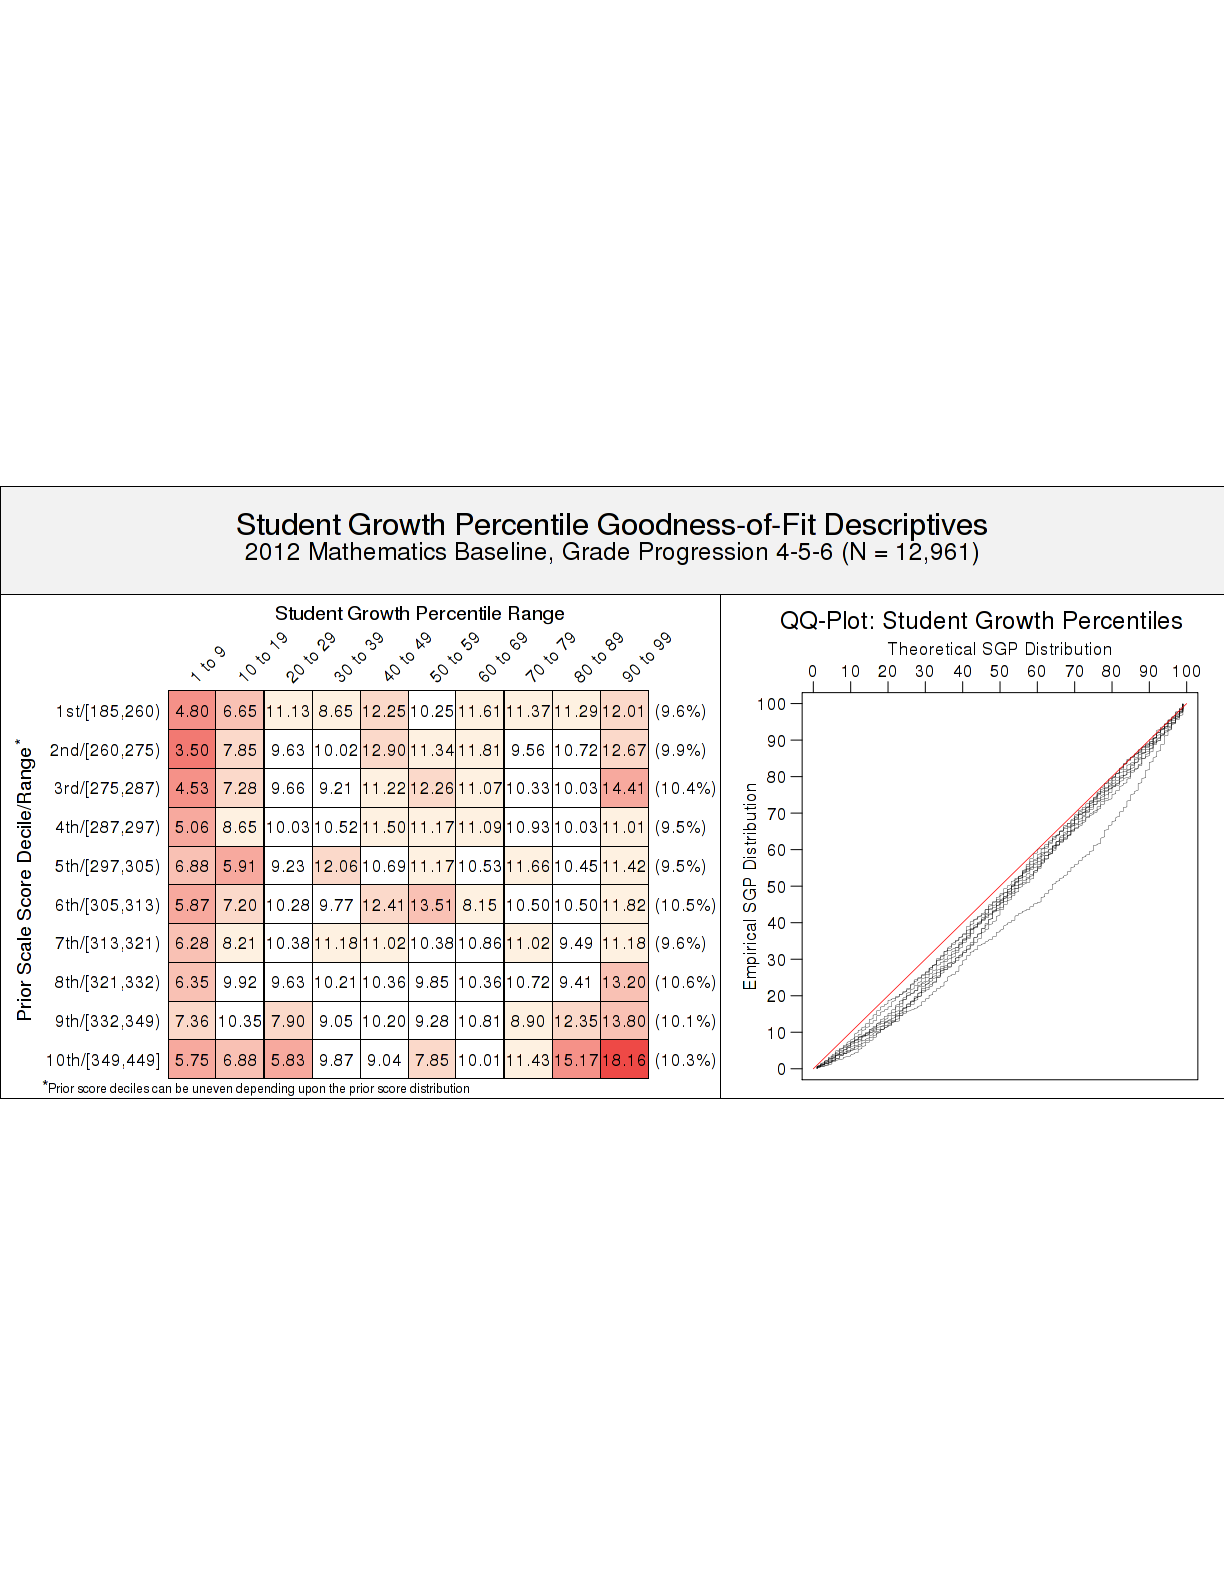 Student Growth Percentile Goodness-of-Fit Descriptives
2012 Mathematics Baseline, Grade Progression 4-5-6 (N = 12,961)
Student Growth Percentile Range
1 to 9 10 to 19 20 to 29 30 to 39 40 to 49 50 to 59 60 to 69 70 to 79 80 to 89 90 to 99
Prior Scale Score Decile/Range*
1st/[185,260) 4.80 6.65 11.13 8.65 12.25 10.25 11.61 11.37 11.29 12.01 (9.6%)
2nd/[260,275) 3.50 7.85 9.63 10.02 12.90 11.34 11.81 9.56 10.72 12.67 (9.9%)
3rd/[275,287) 4.53 7.28 9.66 9.21 11.22 12.26 11.07 10.33 10.03 14.41 (10.4%)
4th/[287,297) 5.06 8.65 10.03 10.52 11.50 11.17 11.09 10.93 10.03 11.01 (9.5%)
5th/[297,305) 6.88 5.91 9.23 12.06 10.69 11.17 10.53 11.66 10.45 11.42 (9.5%)
6th/[305,313) 5.87 7.20 10.28 9.77 12.41 13.51 8.15 10.50 10.50 11.82 (10.5%)
7th/[313,321) 6.28 8.21 10.38 11.18 11.02 10.38 10.86 11.02 9.49 11.18 (9.6%)
8th/[321,332) 6.35 9.92 9.63 10.21 10.36 9.85 10.36 10.72 9.41 13.20 (10.6%)
9th/[332,349) 7.36 10.35 7.90 9.05 10.20 9.28 10.81 8.90 12.35 13.80 (10.1%)
10th/[349,449] 5.75 6.88 5.83 9.87 9.04 7.85 10.01 11.43 15.17 18.16 (10.3%)
*Prior score deciles can be uneven depending upon the prior score distribution
QQ-Plot: Student Growth Percentiles
Theoretical SGP Distribution
0 10 20 30 40 50 60 70 80 90 100
Empirical SGP Distribution
100
90
80
70
60
50
40
30
20
10
0